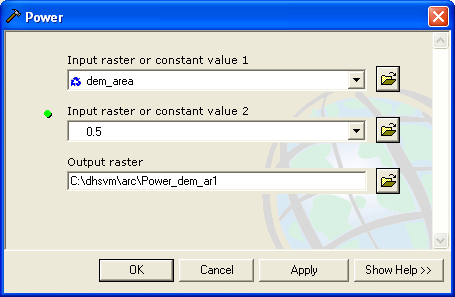 Power
Input raster or constant value 1
dem_area
Input raster or constant value 2
0.5
Output raster
C:\dhsvm\arc\Power_dem_ar1
OK
Cancel
Apply
Show Help >>